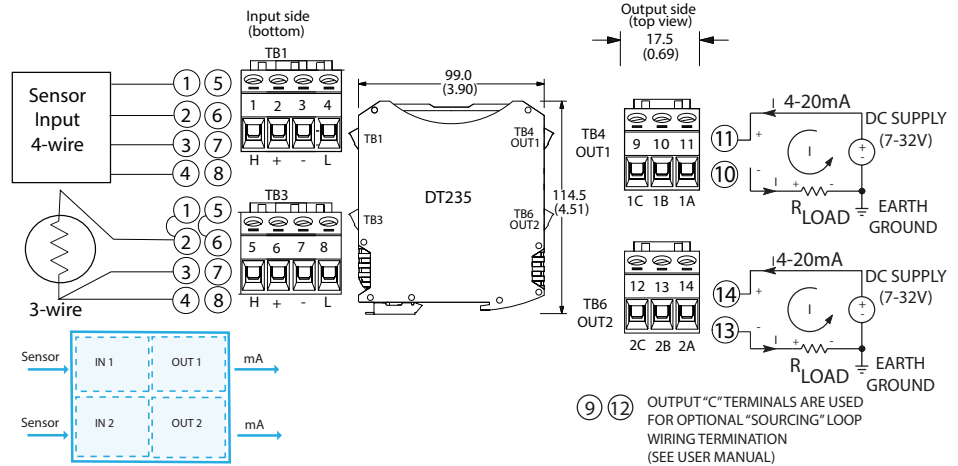 Input side
(bottom)
TB1
Sensor
Input
4-wire
1 5
2 6
3 7
4 8
1 2 3 4
H + - L
TB3
1 5
2 6
3 7
4 8
3-wire
5 6 7 8
H + - L
99.0
(3.90)
TB1
TB4
OUT1
DT235
TB3
TB6
OUT2
114.5
(4.51)
Output side
(top view)
17.5
(0.69)
TB4
OUT1
9 10 11
1C 1B 1A
11
10
I 4-20mA
+
-
I
I + -
RLOAD
DC SUPPLY
(7-32V)
+
-
EARTH
GROUND
TB6
OUT2
12 13 14
2C 2B 2A
14
13
I 4-20mA
+
-
I
I + -
RLOAD
DC SUPPLY
(7-32V)
+
-
EARTH
GROUND
9 12 OUTPUT "C" TERMINALS ARE USED
FOR OPTIONAL "SOURCING" LOOP
WIRING TERMINATION
(SEE USER MANUAL)
Sensor IN 1 OUT 1 mA
Sensor IN 2 OUT 2 mA